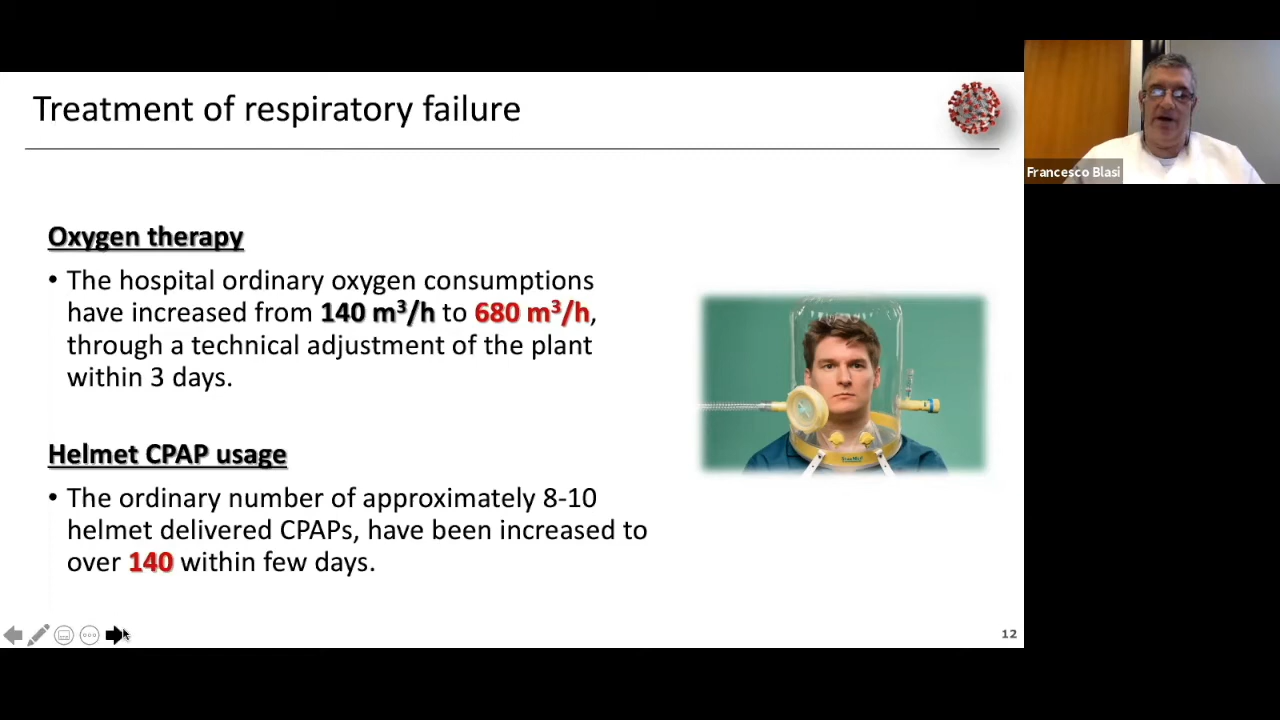 Treatment of respiratory failure
Francesco Blasi
Oxygen therapy
• The hospital ordinary oxygen consumptions
have increased from 140 m³/h to 680 m³/h,
through a technical adjustment of the plant
within 3 days.
Helmet CPAP usage
• The ordinary number of approximately 8-10
helmet delivered CPAPs, have been increased to
over 140 within few days.
12